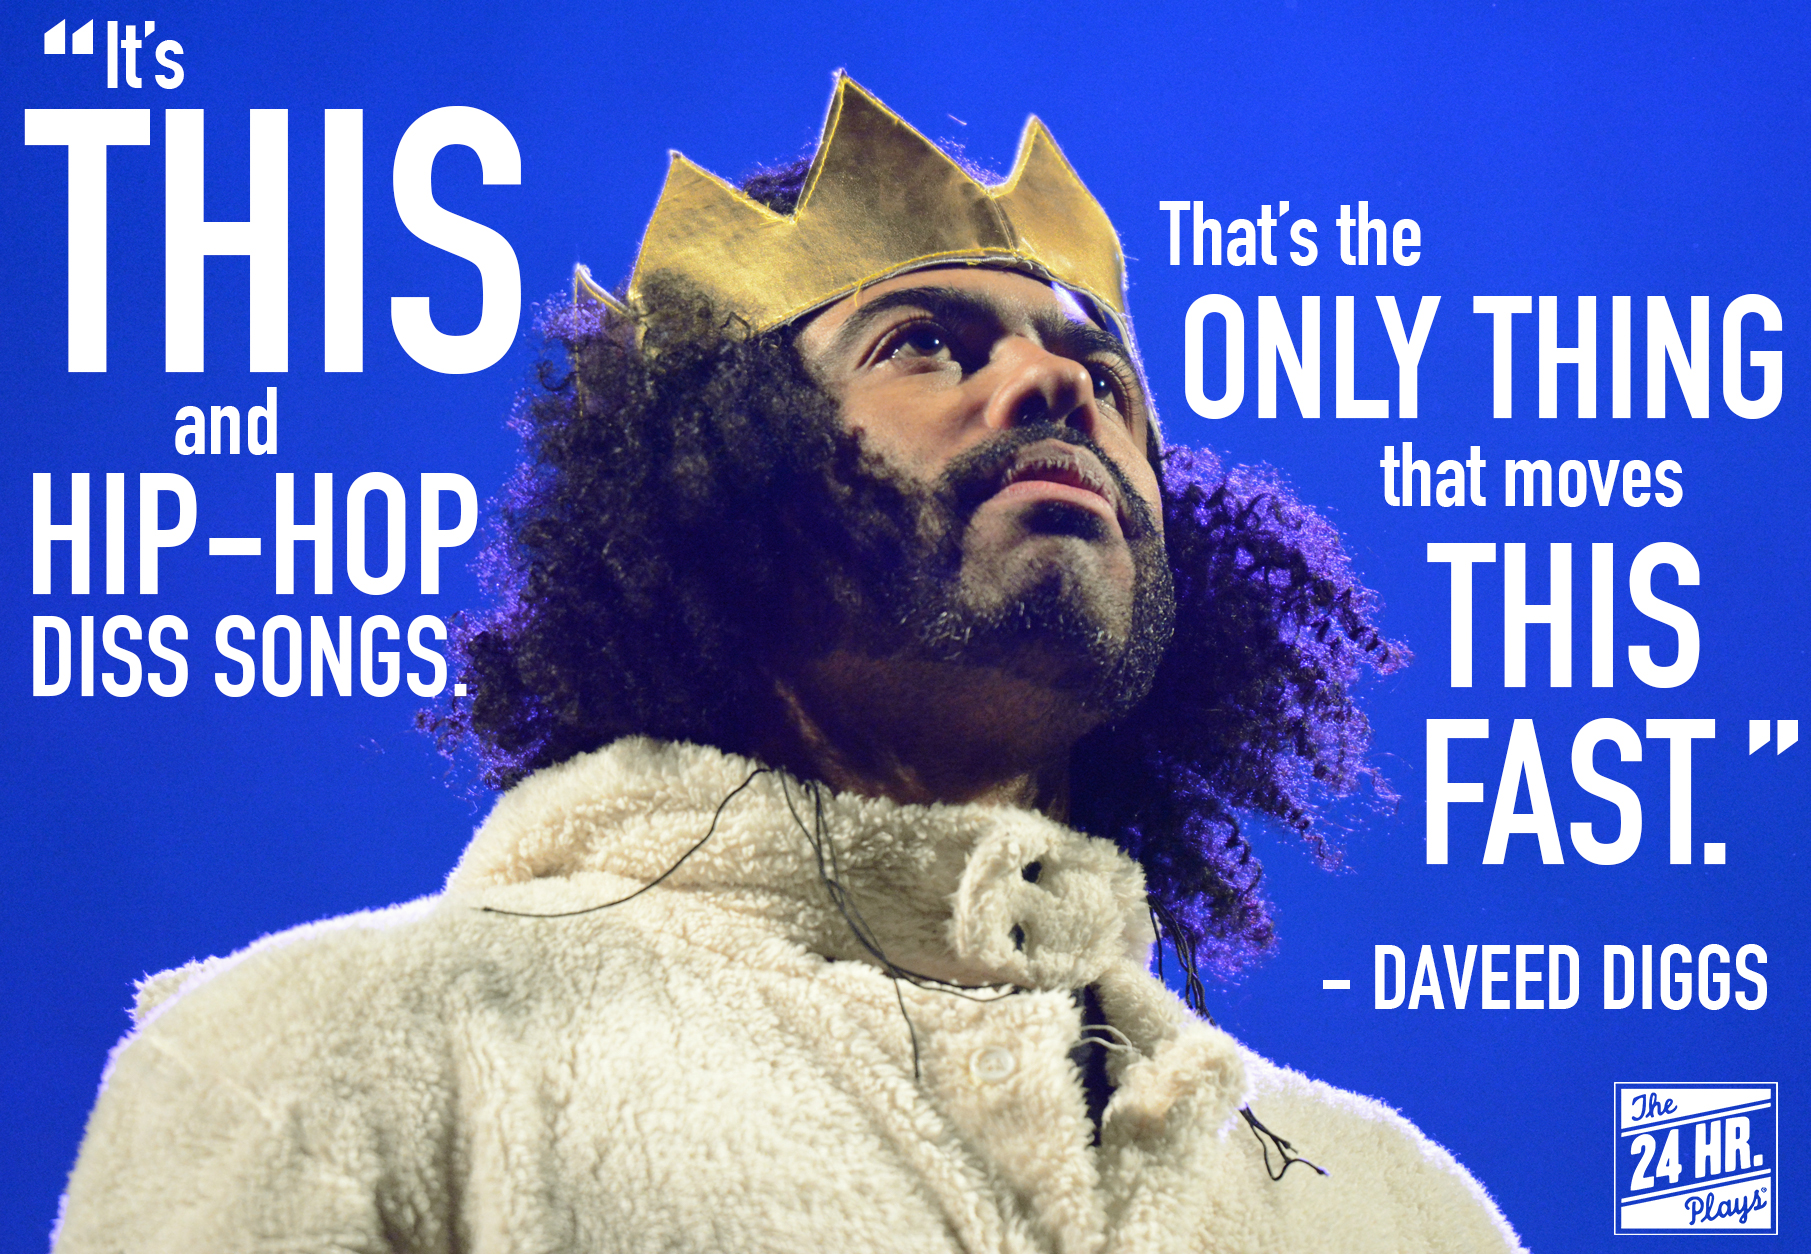 “It’s
THIS
and
HIP-HOP
DISS SONGS.
That’s the
ONLY THING
that moves
THIS
FAST.”
- DAVEED DIGGS
The
24 HR.
Plays®